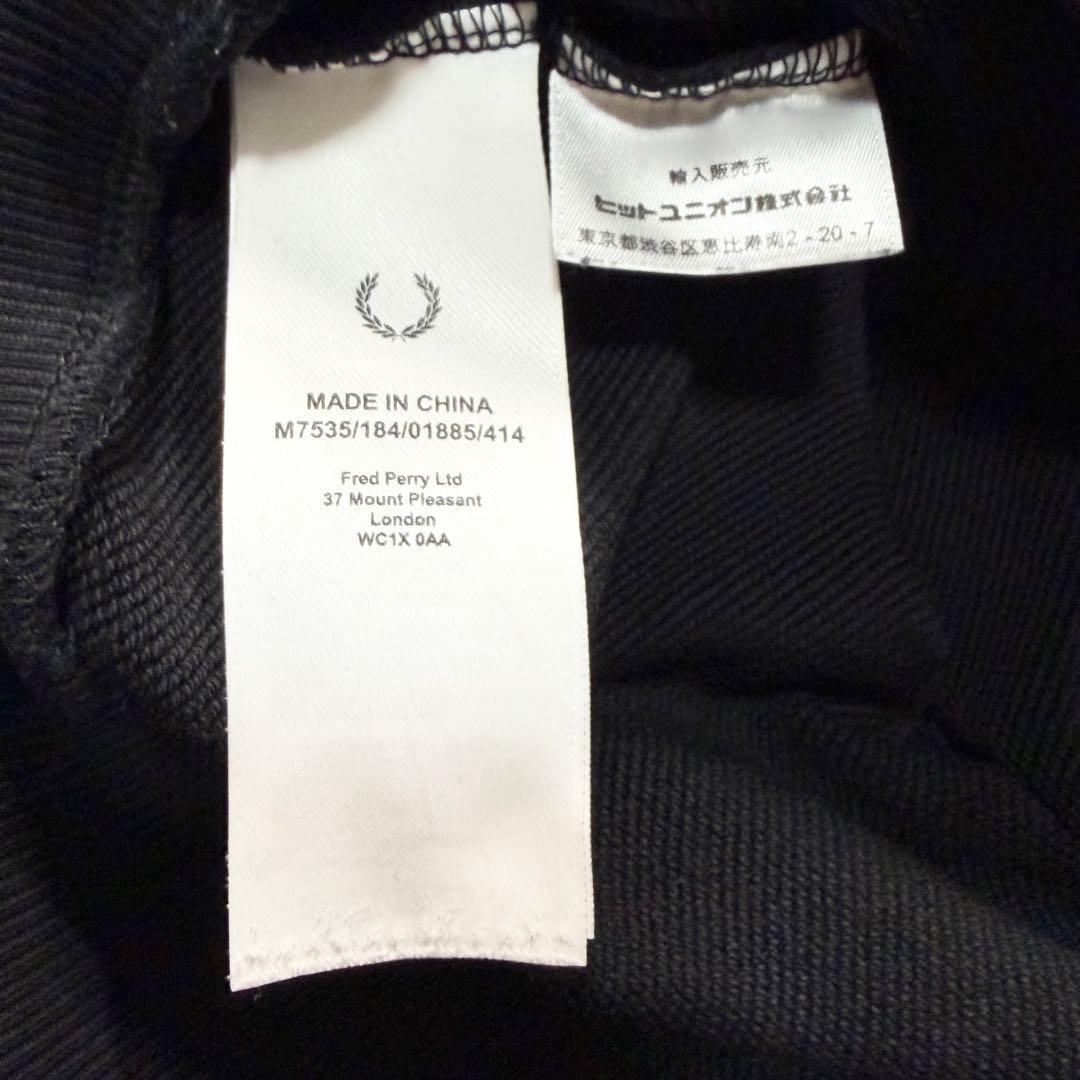 MADE IN CHINA
M7535/184/01885/414
Fred Perry Ltd
37 Mount Pleasant
London
WC1X 0AA
輸入販売元
ヒットユニオン株式会社
東京都渋谷区恵比寿南2-20-7